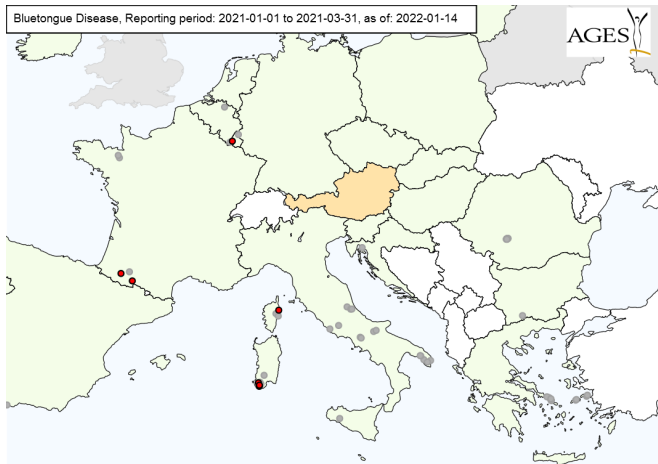 Bluetongue Disease, Reporting period: 2021-01-01 to 2021-03-31, as of: 2022-01-14
AGES